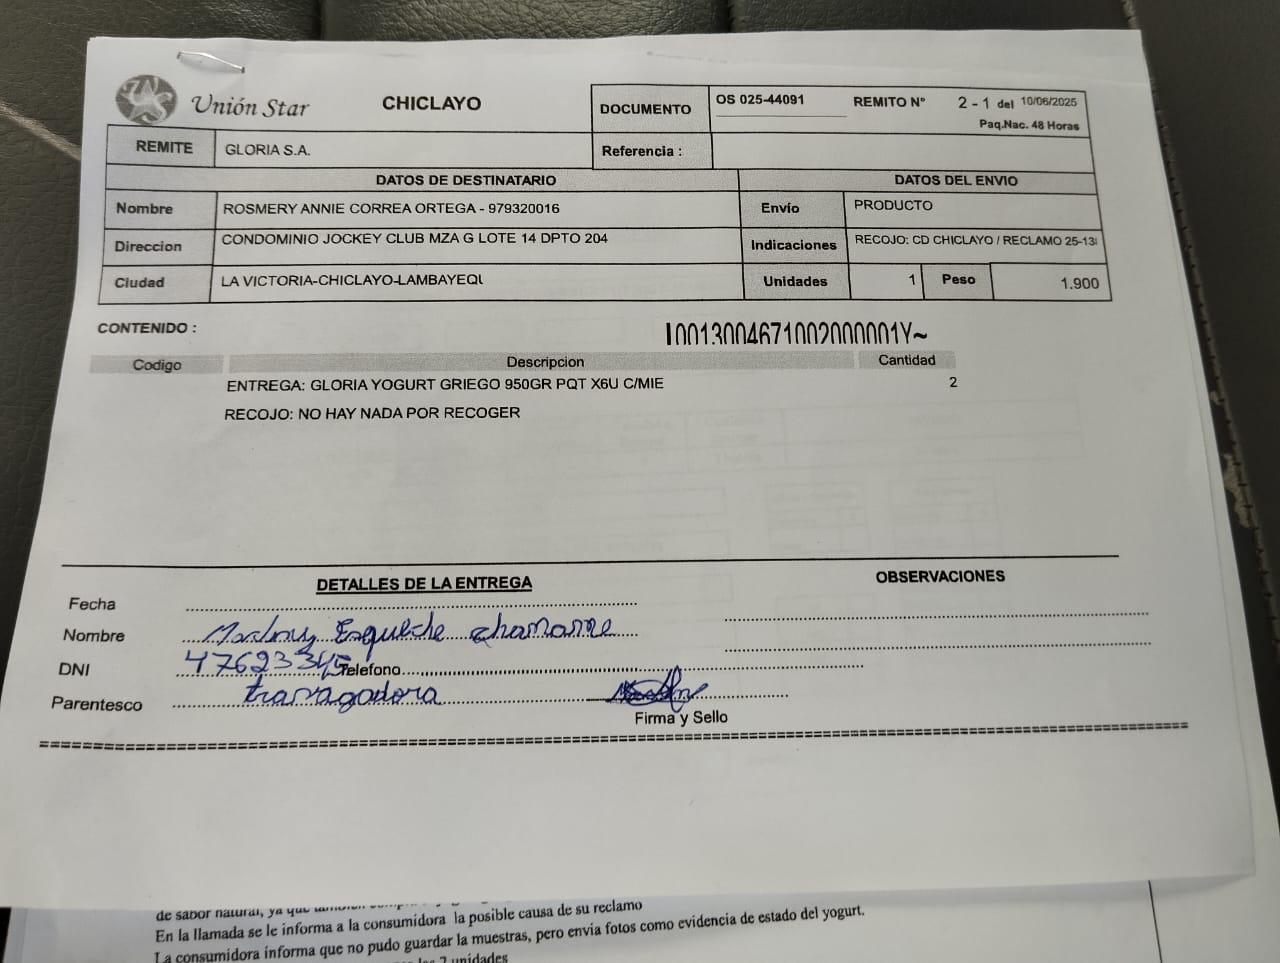 Unión Star CHICLAYO DOCUMENTO OS 025-44091 REMITO N° 2 - 1 del 10/06/2025
Paq.Nac. 48 Horas
REMITE GLORIA S.A. Referencia :
DATOS DE DESTINATARIO DATOS DEL ENVIO
Nombre ROSMERY ANNIE CORREA ORTEGA - 979320016 Envío PRODUCTO
Direccion CONDOMINIO JOCKEY CLUB MZA G LOTE 14 DPTO 204 Indicaciones RECOJO: CD CHICLAYO / RECLAMO 25-13
Ciudad LA VICTORIA-CHICLAYO-LAMBAYEQU Unidades 1 Peso 1.900
CONTENIDO : I0013004671002000001Y~
Codigo Descripcion Cantidad
ENTREGA: GLORIA YOGURT GRIEGO 950GR PQT X6U C/MIE 2
RECOJO: NO HAY NADA POR RECOGER
DETALLES DE LA ENTREGA OBSERVACIONES
Fecha
Nombre Esqueche
DNI 47623345 Telefono
Parentesco travagadora
Firma y Sello
de sabor natural, ya que
En la llamada se le informa a la consumidora la posible causa de su reclamo
La consumidora informa que no pudo guardar la muestras, pero envia fotos como evidencia de estado del yogurt.
2 unidades